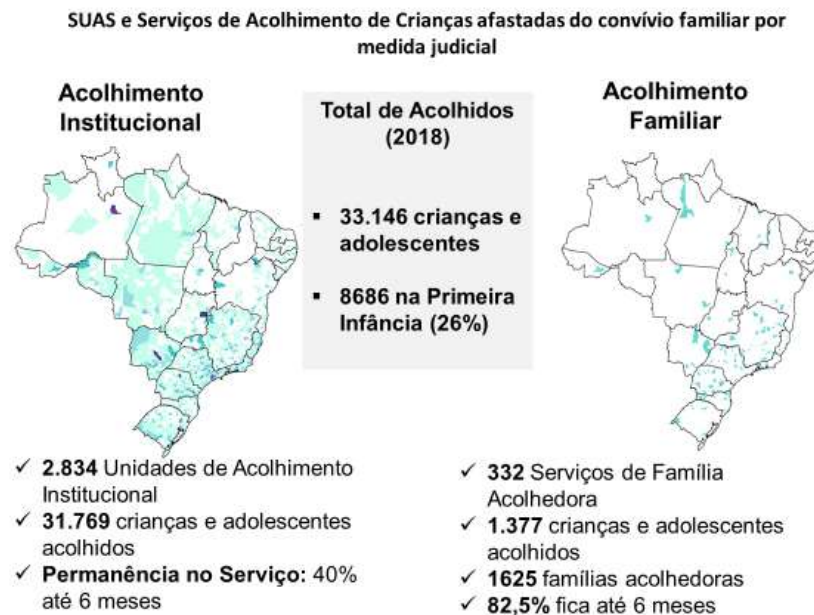 SUAS e Serviços de Acolhimento de Crianças afastadas do convívio familiar por
medida judicial
Acolhimento
Institucional
Total de Acolhidos
(2018)
▪ 33.146 crianças e
adolescentes
▪ 8686 na Primeira
Infância (26%)
Acolhimento
Familiar
✓ 2.834 Unidades de Acolhimento
Institucional
✓ 31.769 crianças e adolescentes
acolhidos
✓ Permanência no Serviço: 40%
até 6 meses
✓ 332 Serviços de Família
Acolhedora
✓ 1.377 crianças e adolescentes
acolhidos
✓ 1625 famílias acolhedoras
✓ 82,5% fica até 6 meses